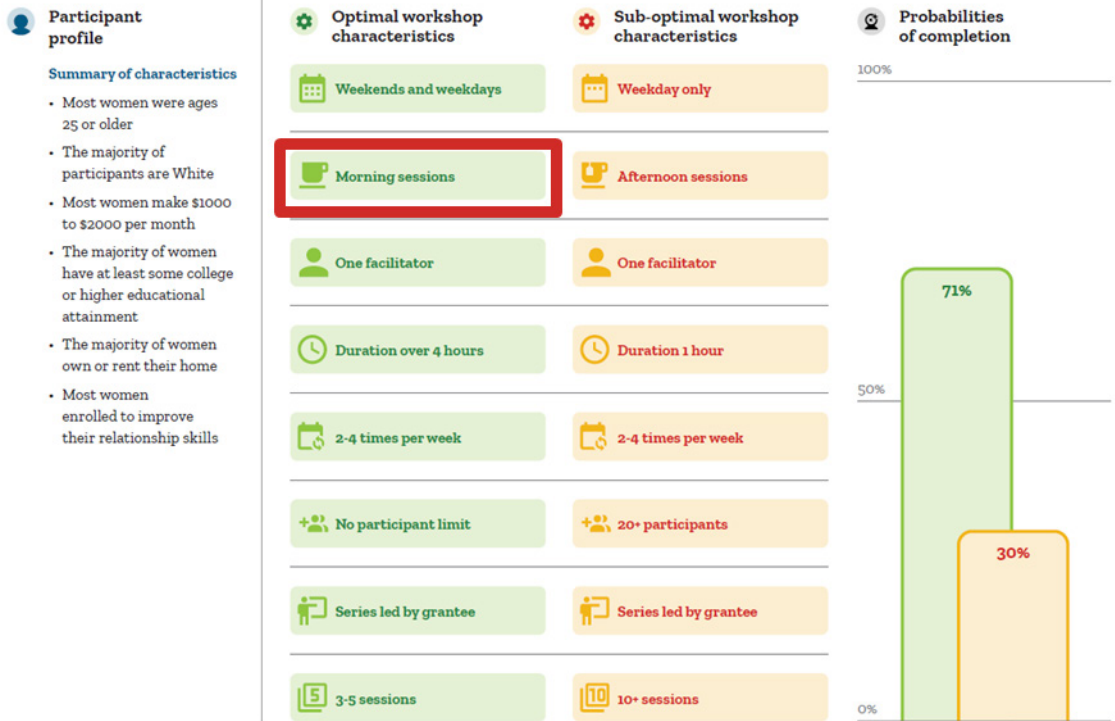 Participant
profile
Summary of characteristics
• Most women were ages
25 or older
• The majority of
participants are White
• Most women make $1000
to $2000 per month
• The majority of women
have at least some college
or higher educational
attainment
• The majority of women
own or rent their home
• Most women
enrolled to improve
their relationship skills
Optimal workshop
characteristics
Weekends and weekdays
Morning sessions
One facilitator
Duration over 4 hours
2-4 times per week
No participant limit
Series led by grantee
5
3-5 sessions
Sub-optimal workshop
characteristics
Weekday only
Afternoon sessions
One facilitator
Duration 1 hour
2-4 times per week
20+ participants
Series led by grantee
10
10+ sessions
Probabilities
of completion
100%
71%
50%
30%
0%